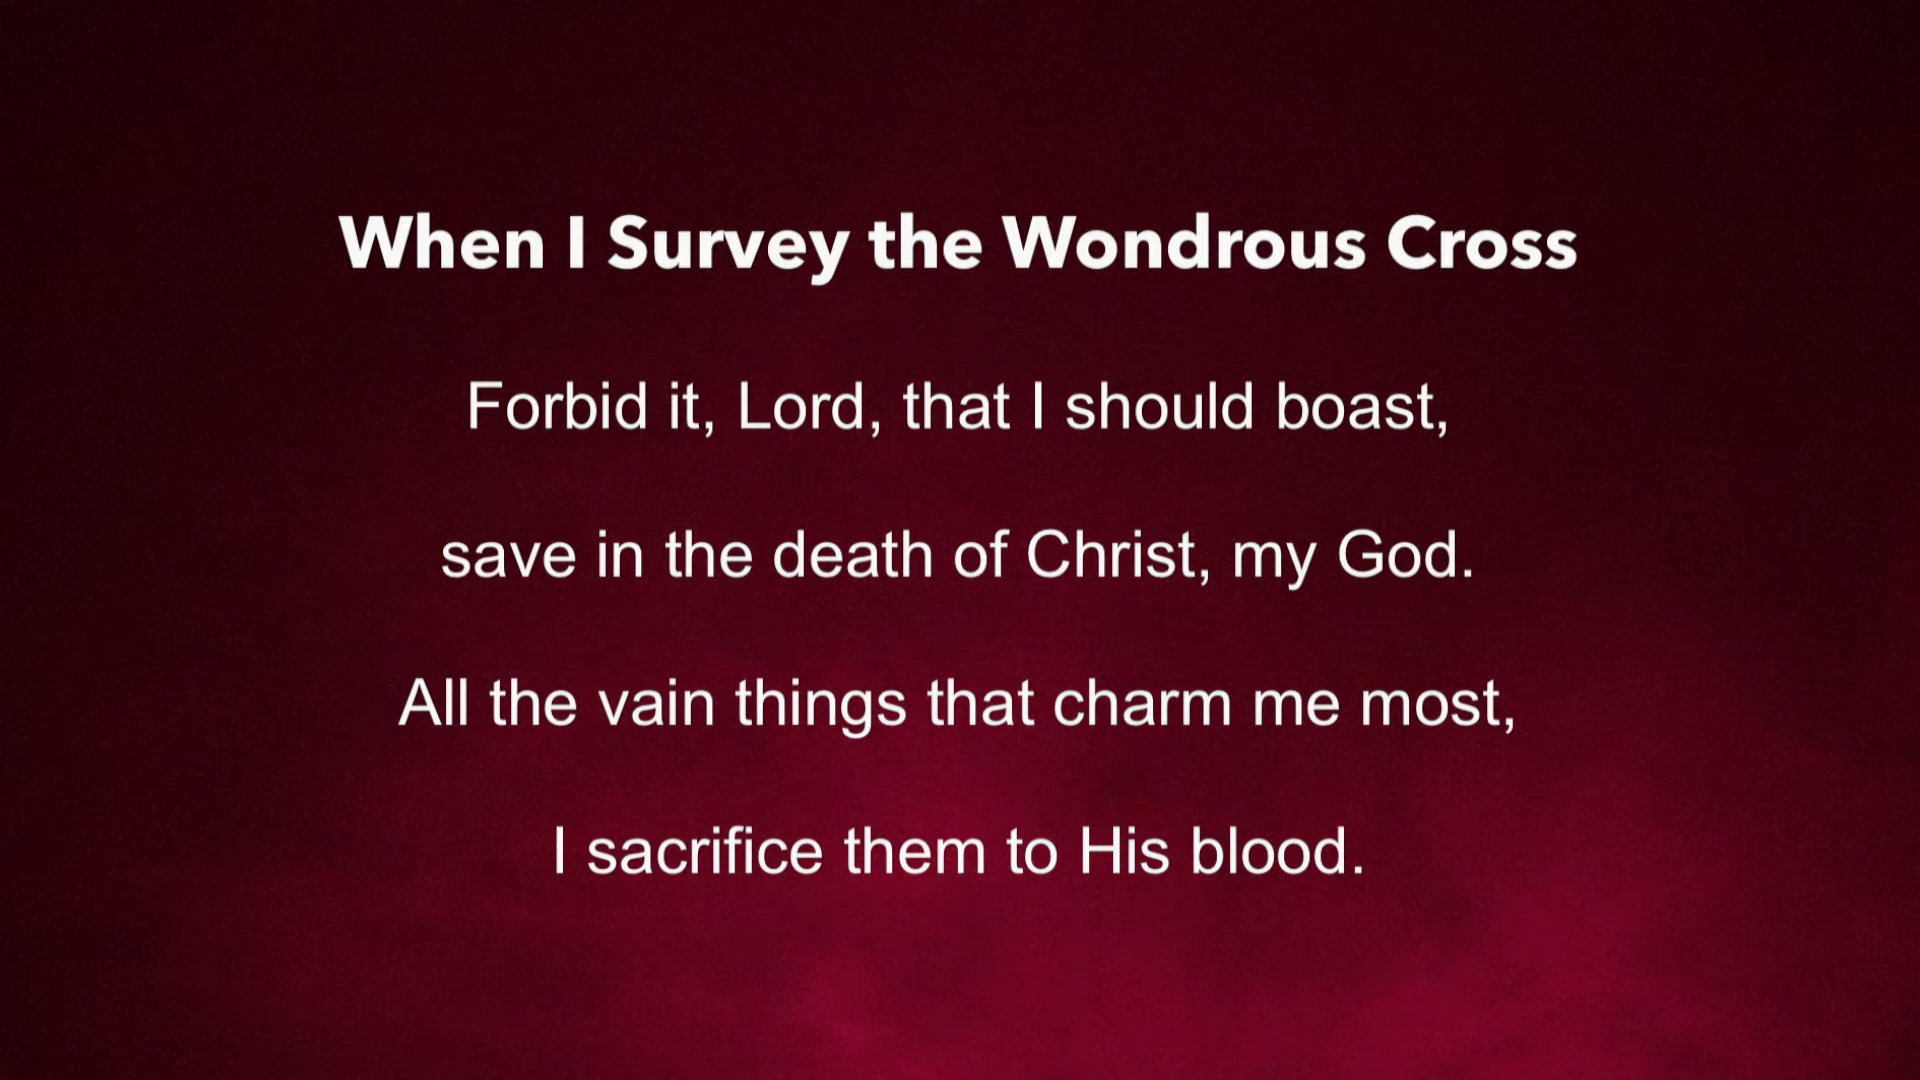 When I Survey the Wondrous Cross
Forbid it, Lord, that I should boast,
save in the death of Christ, my God.
All the vain things that charm me most,
I sacrifice them to His blood.